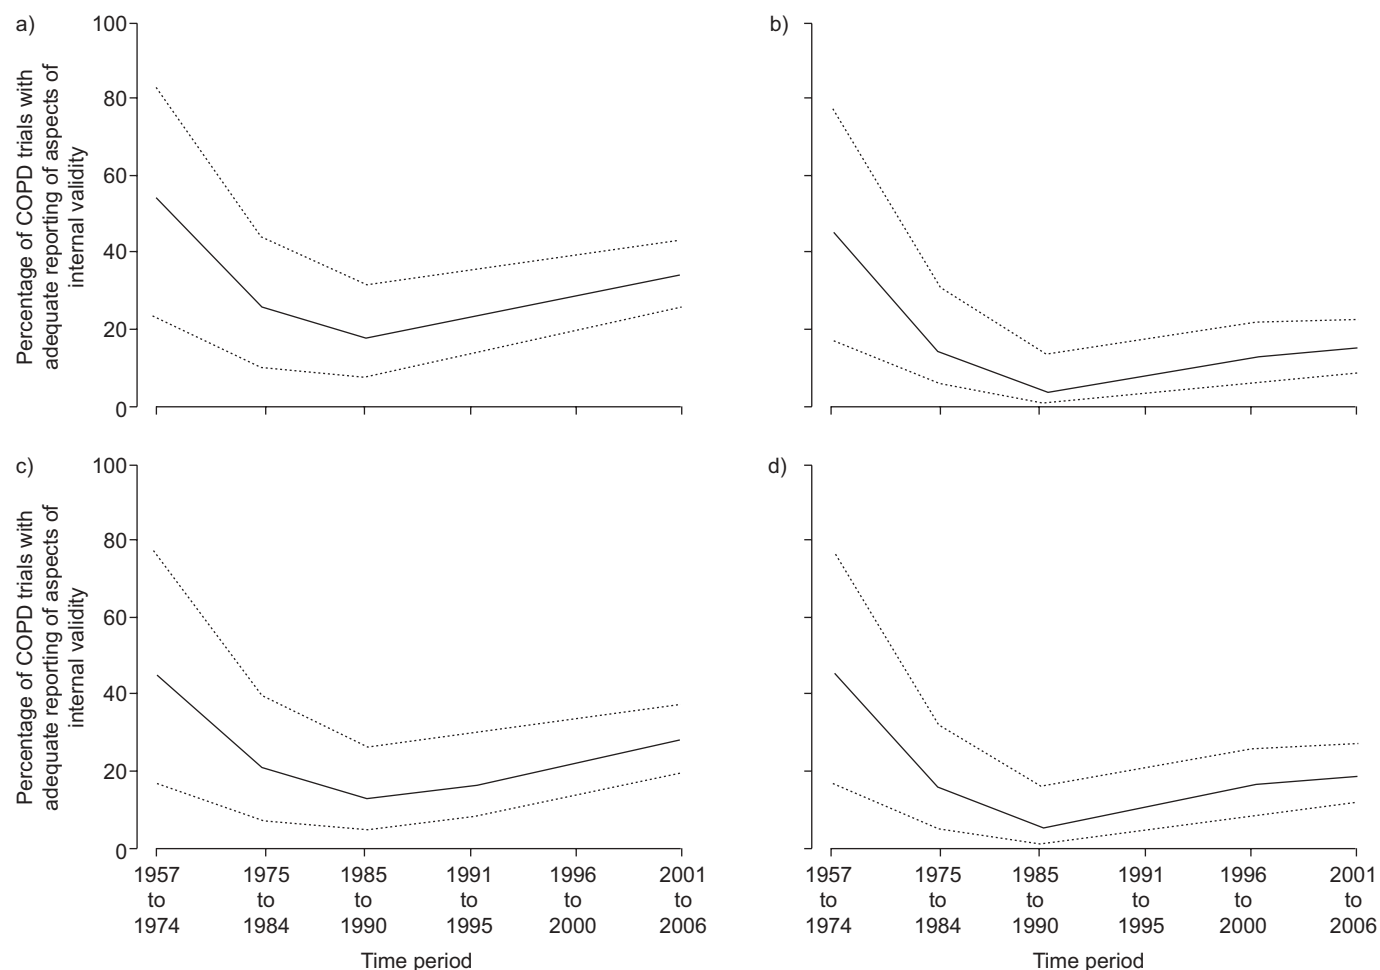 a)
Percentage of COPD trials with
adequate reporting of aspects of
internal validity
100
80
60
40
20
0
b)
c)
Percentage of COPD trials with
adequate reporting of aspects of
internal validity
100
80
60
40
20
0
1957
to
1974
1975
to
1984
1985
to
1990
1991
to
1995
1996
to
2000
2001
to
2006
Time period
d)
1957
to
1974
1975
to
1984
1985
to
1990
1991
to
1995
1996
to
2000
2001
to
2006
Time period